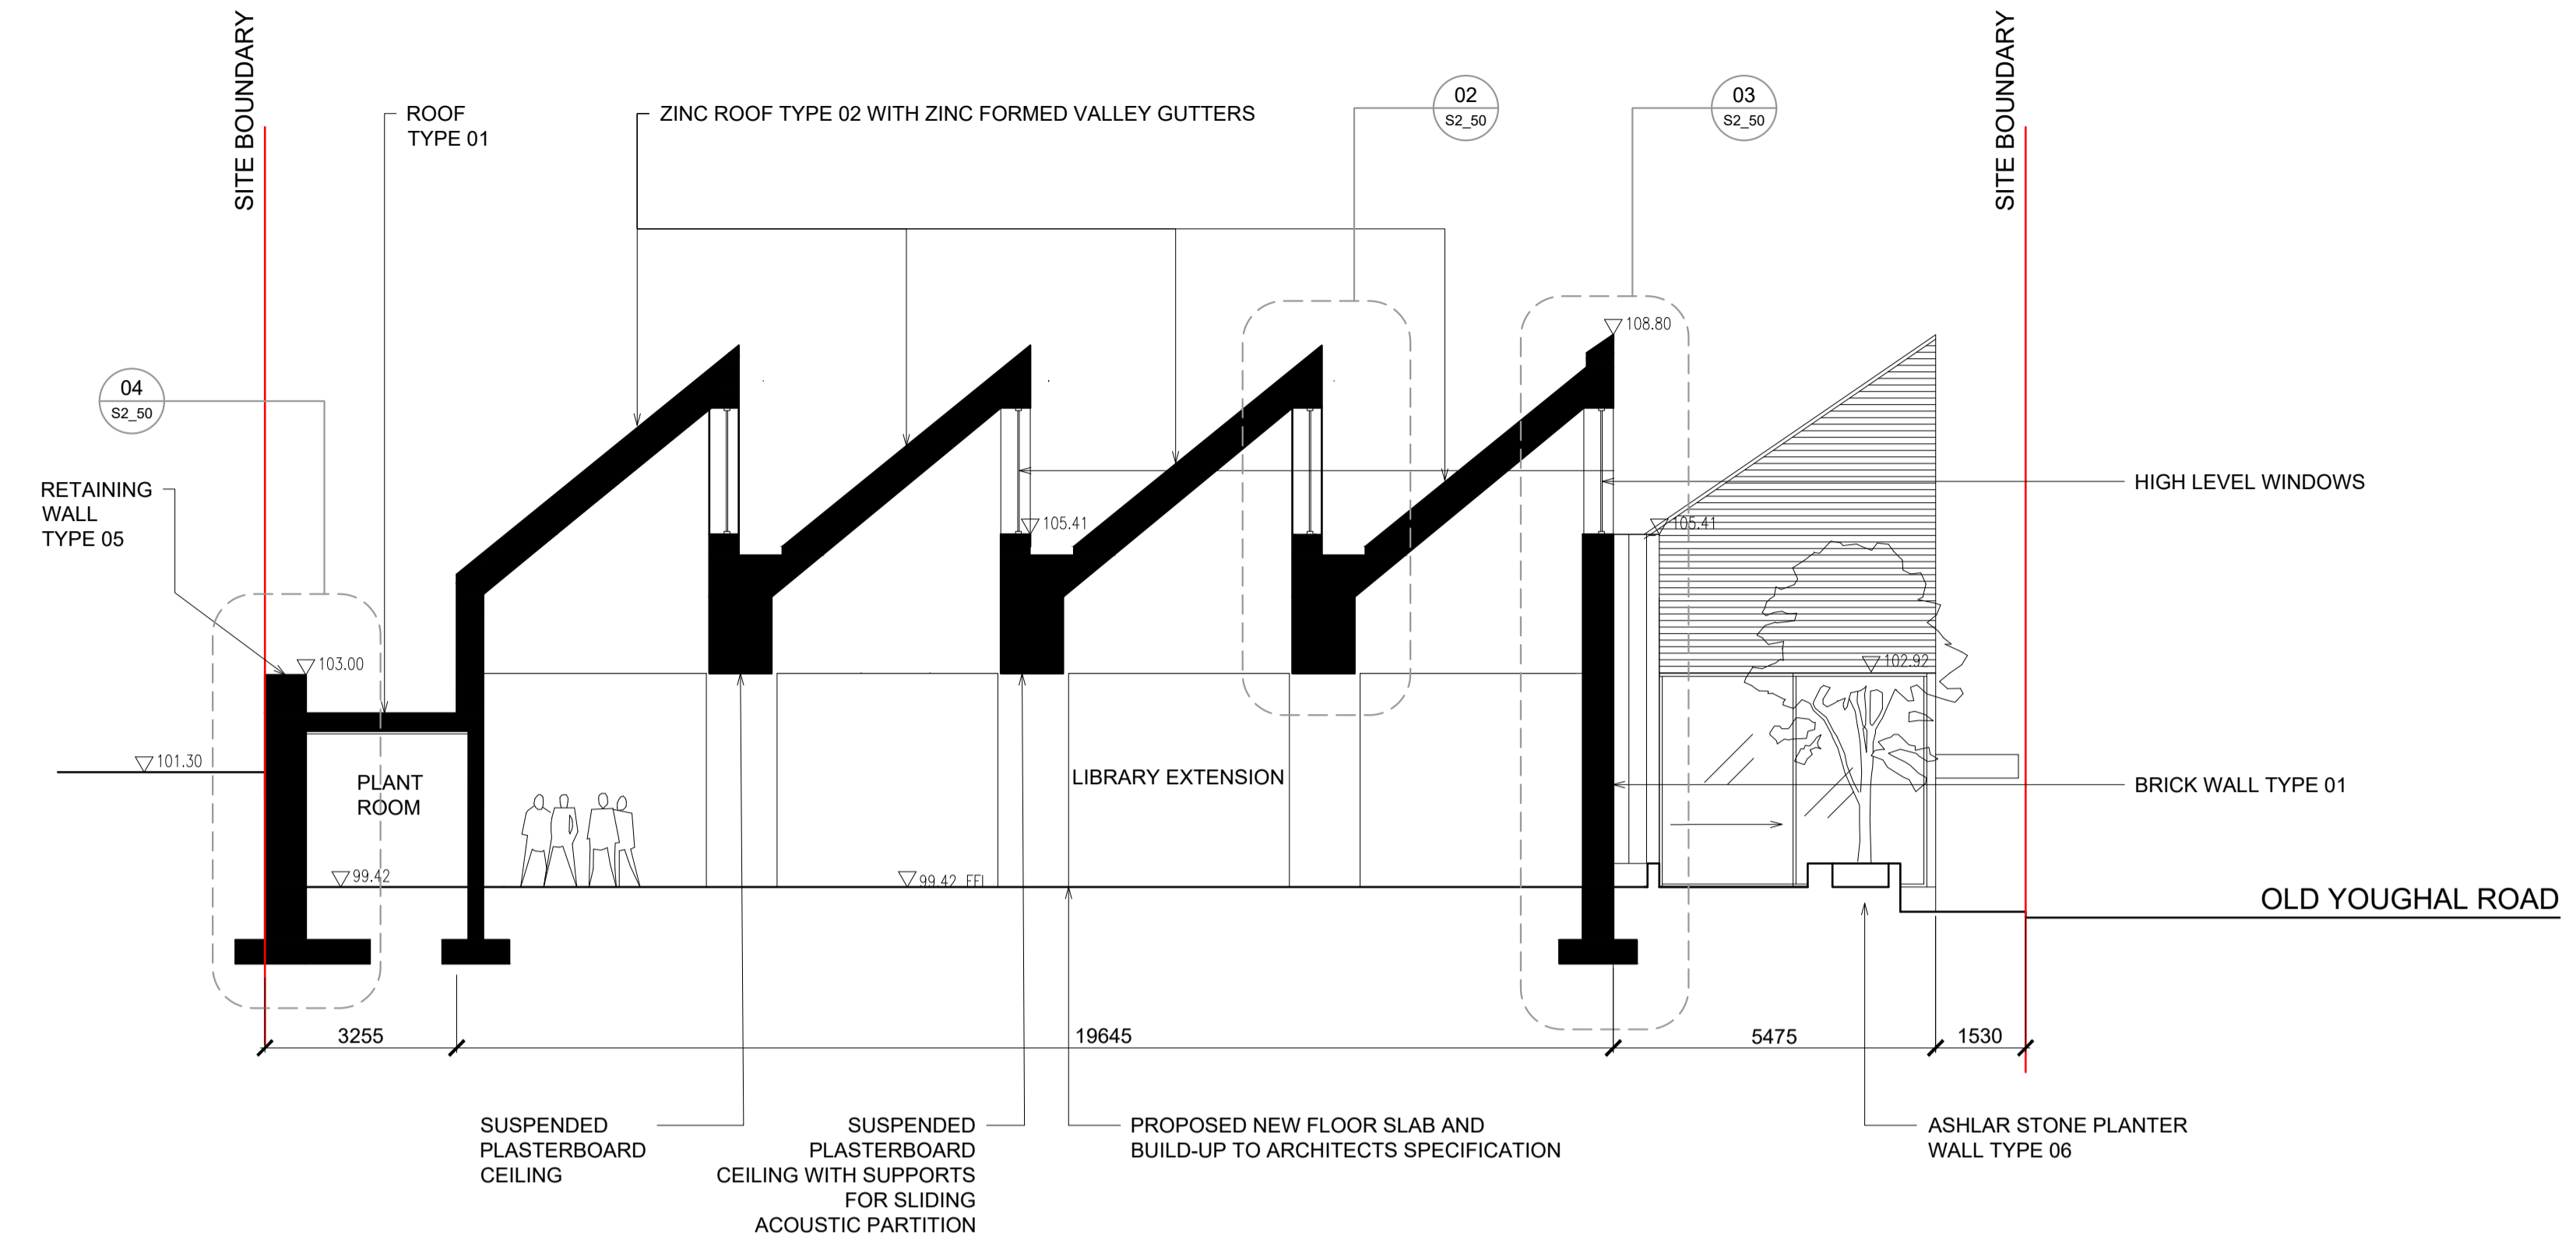 SITE BOUNDARY
SITE BOUNDARY
ROOF
TYPE 01
ZINC ROOF TYPE 02 WITH ZINC FORMED VALLEY GUTTERS
02
S2_50
03
S2_50
108.80
04
S2_50
RETAINING
WALL
TYPE 05
HIGH LEVEL WINDOWS
105.41
105.41
103.00
102.92
101.30
PLANT
ROOM
LIBRARY EXTENSION
BRICK WALL TYPE 01
99.42
99.42 FFL
OLD YOUGHAL ROAD
3255
19645
5475
1530
SUSPENDED
PLASTERBOARD
CEILING
SUSPENDED
PLASTERBOARD
CEILING WITH SUPPORTS
FOR SLIDING
ACOUSTIC PARTITION
PROPOSED NEW FLOOR SLAB AND
BUILD-UP TO ARCHITECTS SPECIFICATION
ASHLAR STONE PLANTER
WALL TYPE 06